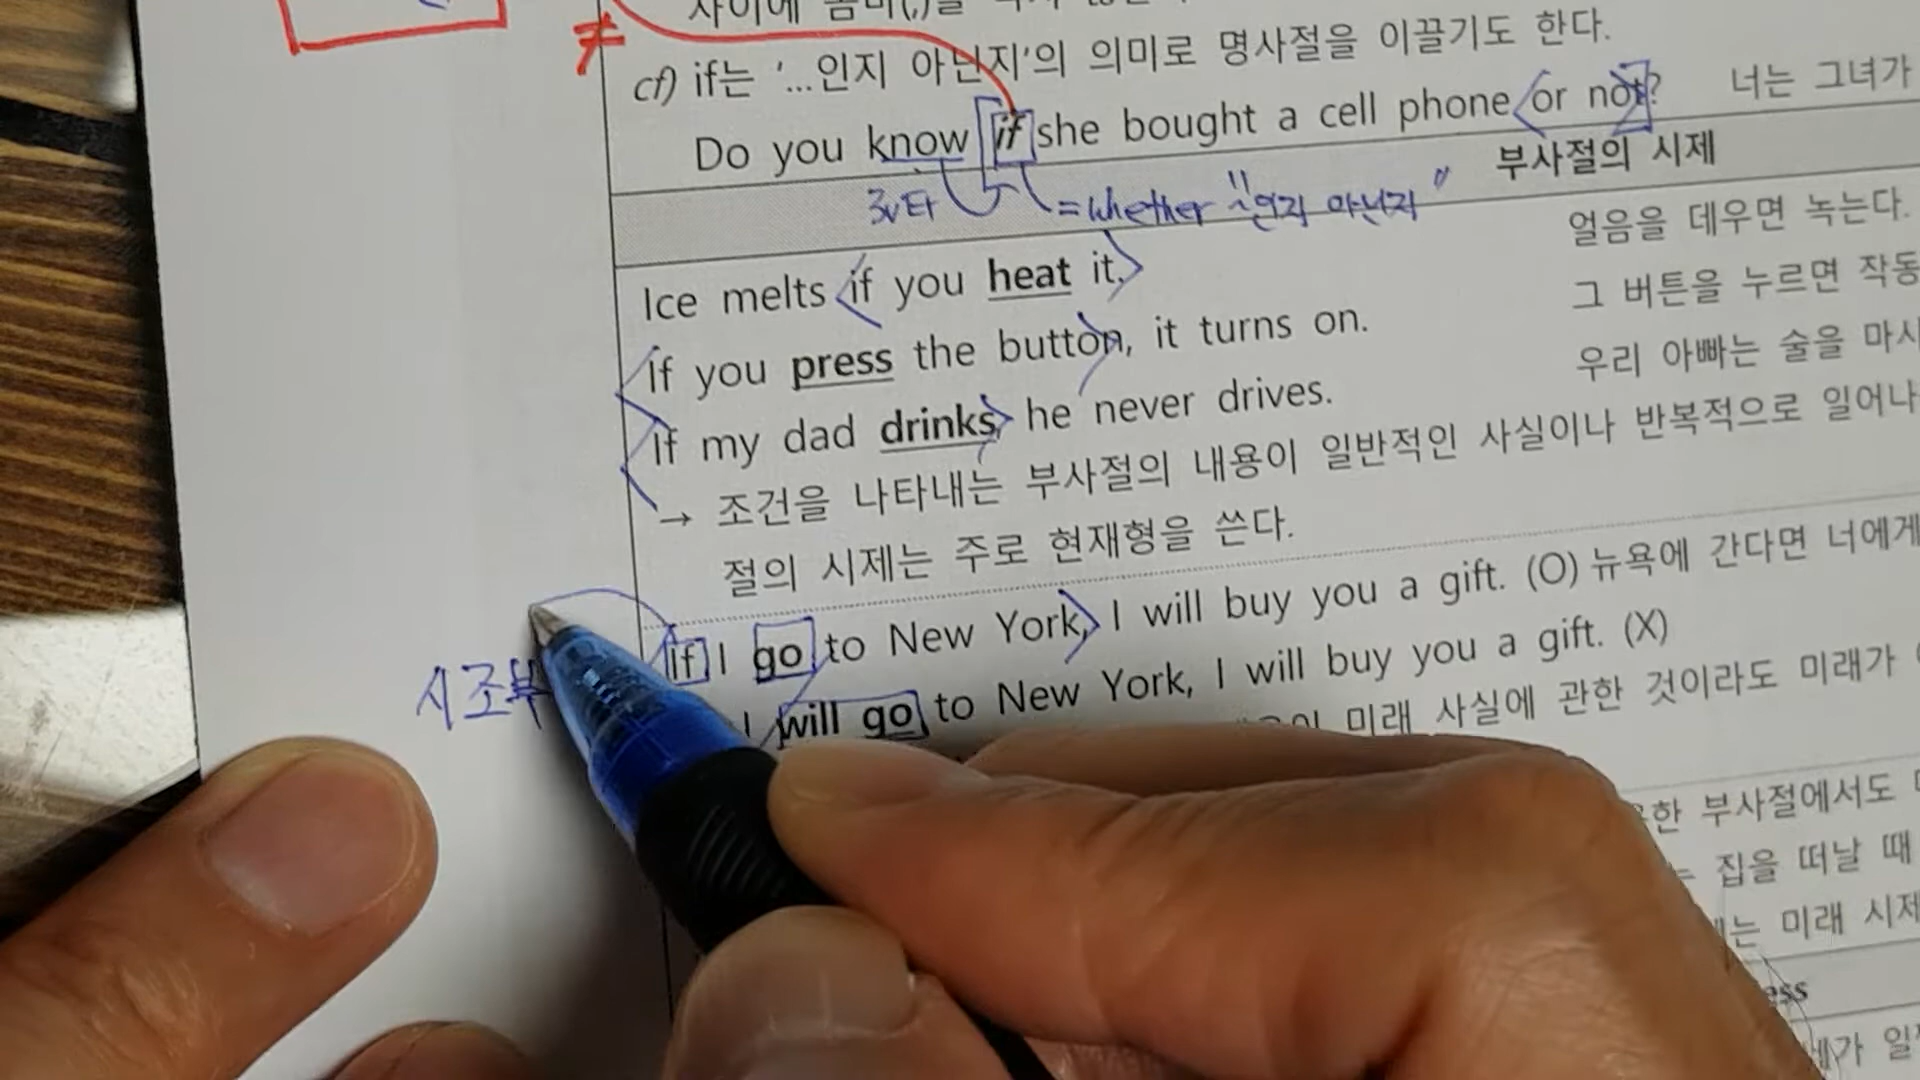 cf) if는 '...인지 아닌지'의 의미로 명사절을 이끌기도 한다.
Do you know if she bought a cell phone or not? 너는 그녀가
3v타 = whether "~인지 아닌지"
부사절의 시제
Ice melts if you heat it. 얼음을 데우면 녹는다.
If you press the button, it turns on. 그 버튼을 누르면 작동
If my dad drinks, he never drives. 우리 아빠는 술을 마시
→ 조건을 나타내는 부사절의 내용이 일반적인 사실이나 반복적으로 일어나
절의 시제는 주로 현재형을 쓴다.
If I go to New York, I will buy you a gift. (O) 뉴욕에 간다면 너에게
시조부
I will go to New York, I will buy you a gift. (X)
미래 사실에 관한 것이라도 미래가
한 부사절에서도
집을 떠날 때
는 미래 시제
ess
가 일